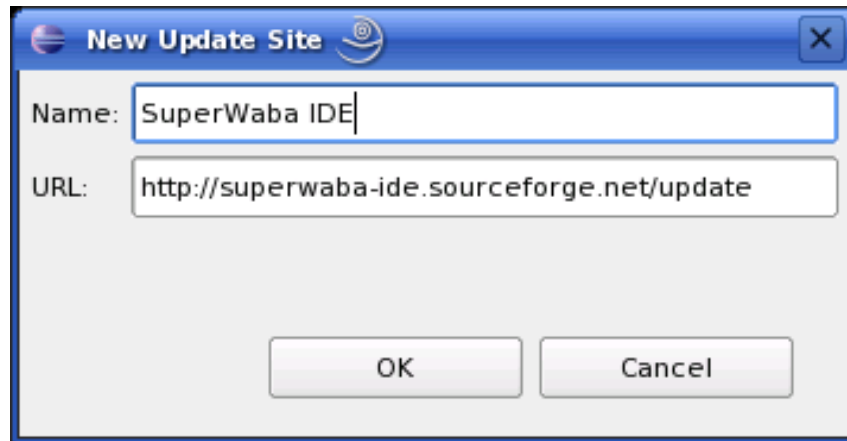 New Update Site
Name: SuperWaba IDE
URL: http://superwaba-ide.sourceforge.net/update
OK Cancel